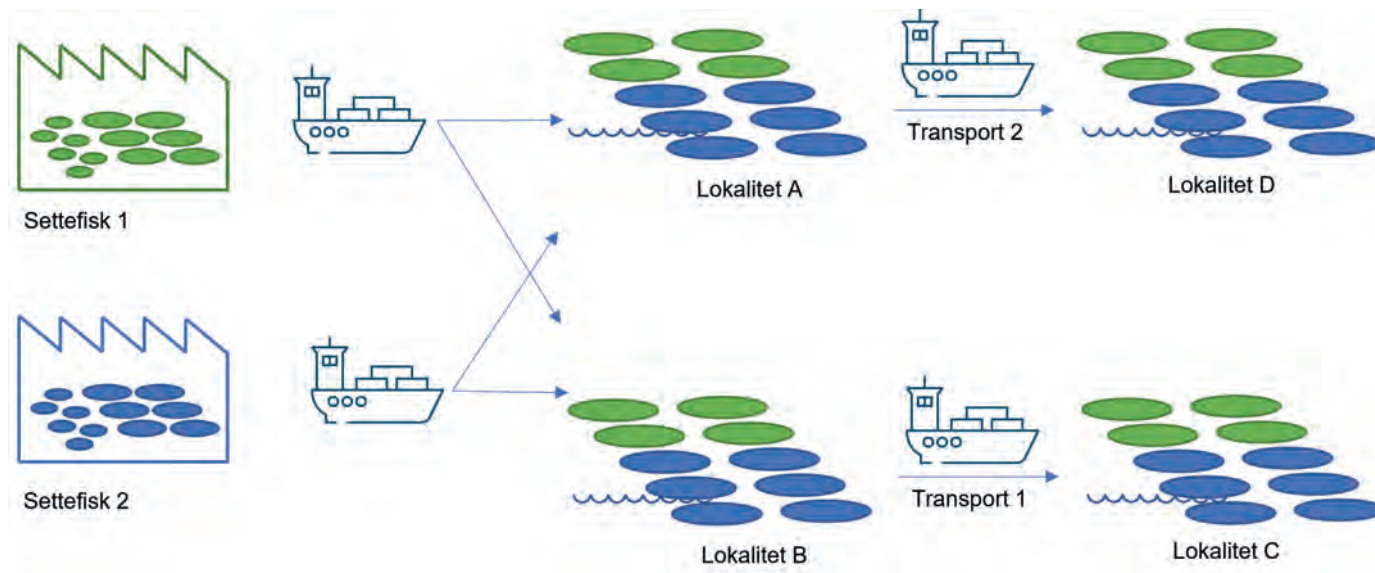 Settefisk 1
Lokalitet A
Transport 2
Lokalitet D
Settefisk 2
Lokalitet B
Transport 1
Lokalitet C